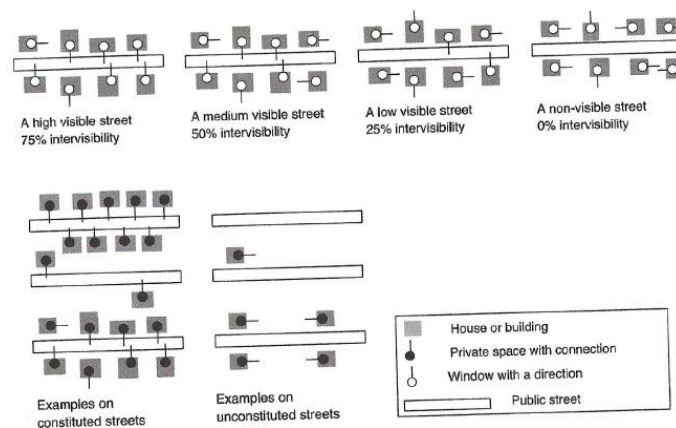 A high visible street
75% intervisibility
A medium visible street
50% intervisibility
A low visible street
25% intervisibility
A non-visible street
0% intervisibility
Examples on
constituted streets
Examples on
unconstituted streets
House or building
Private space with connection
Window with a direction
Public street